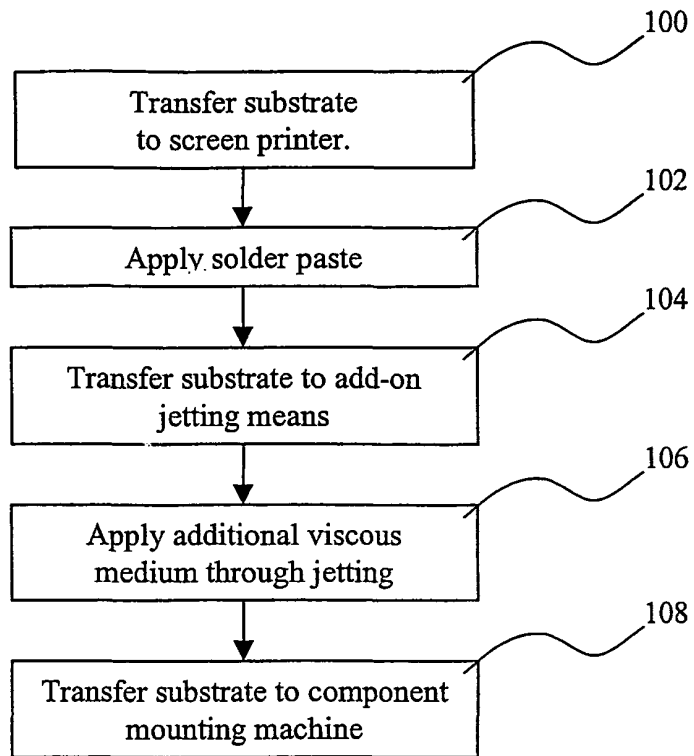 100
Transfer substrate
to screen printer.
102
Apply solder paste
104
Transfer substrate to add-on
jetting means
106
Apply additional viscous
medium through jetting
108
Transfer substrate to component
mounting machine